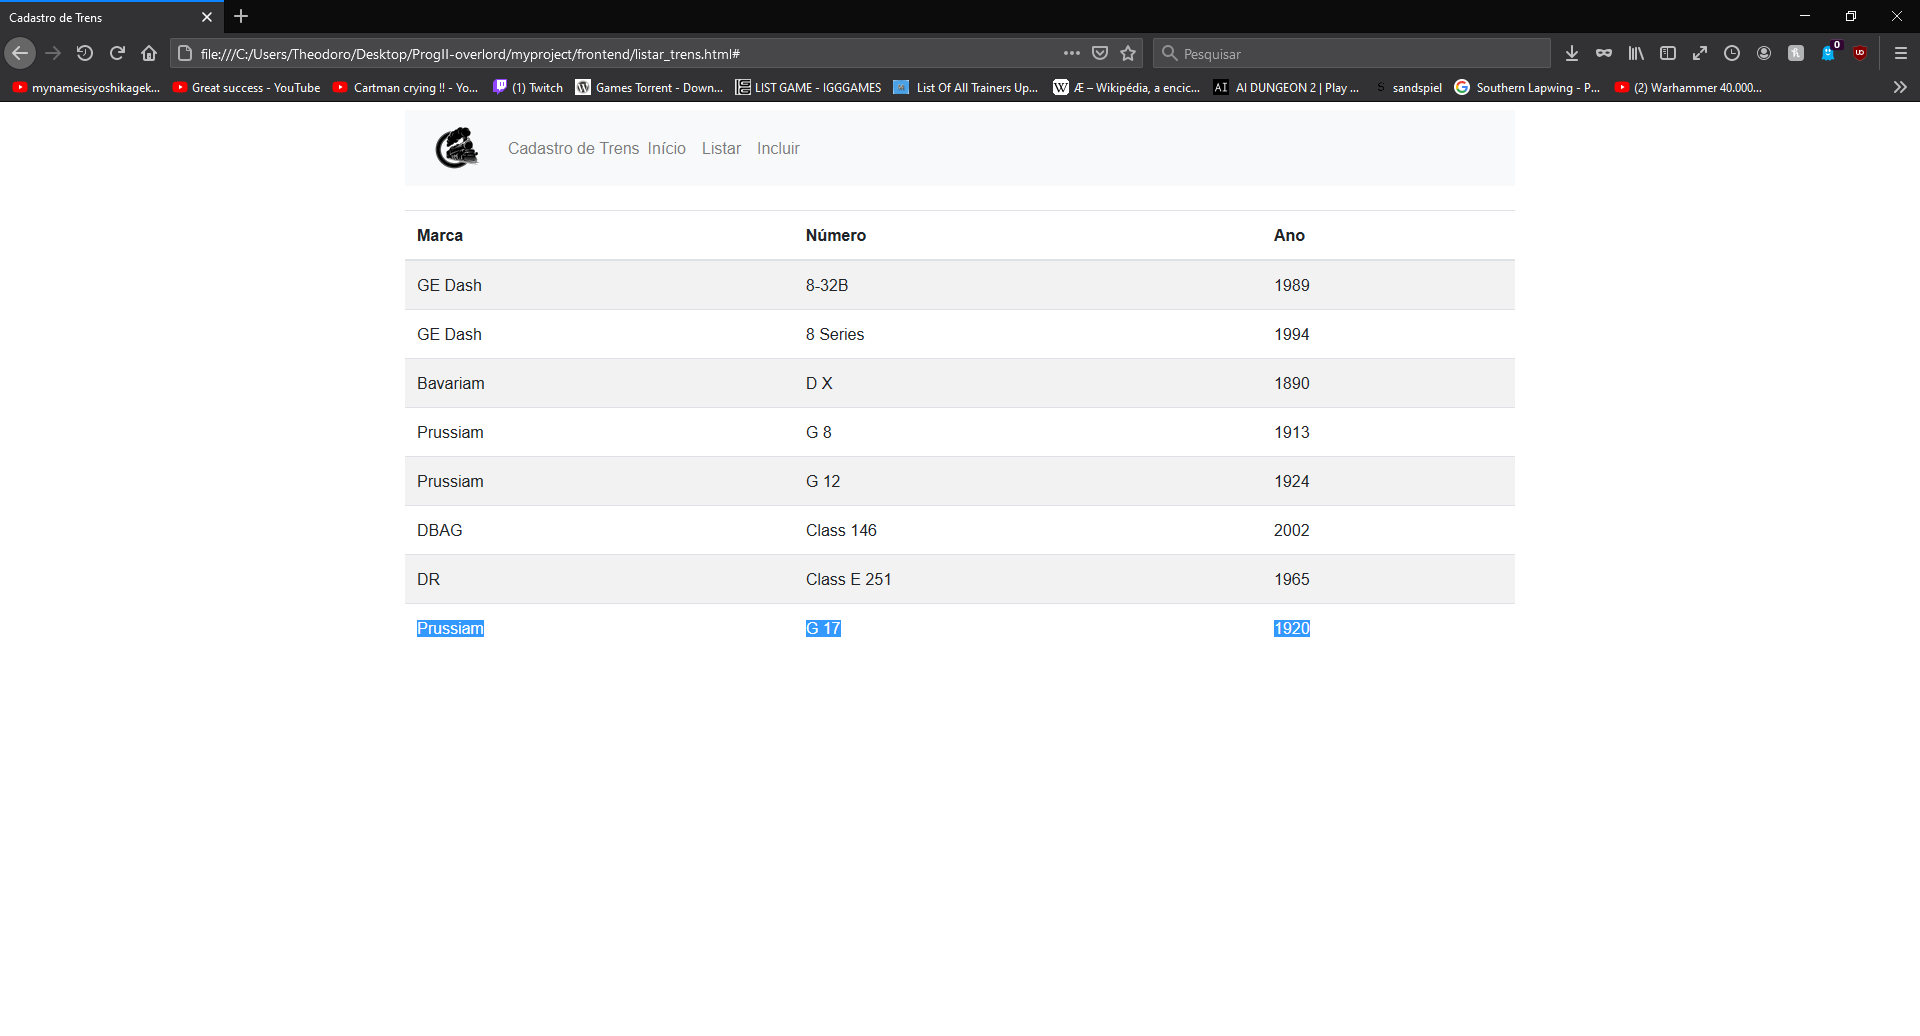 Cadastro de Trens
file:///C:/Users/Theodoro/Desktop/ProgII-overlord/myproject/frontend/listar_trens.html#
Pesquisar
0
mynamesisyoshikagek... Great success - YouTube Cartman crying !! - Yo... (1) Twitch Games Torrent - Down... LIST GAME - IGGGAMES List Of All Trainers Up... Æ – Wikipédia, a encic... AI AI DUNGEON 2 | Play ... S sandspiel Southern Lapwing - P... (2) Warhammer 40.000...
Cadastro de Trens Início Listar Incluir
Marca Número Ano
GE Dash 8-32B 1989
GE Dash 8 Series 1994
Bavariam D X 1890
Prussiam G 8 1913
Prussiam G 12 1924
DBAG Class 146 2002
DR Class E 251 1965
Prussiam G 17 1920